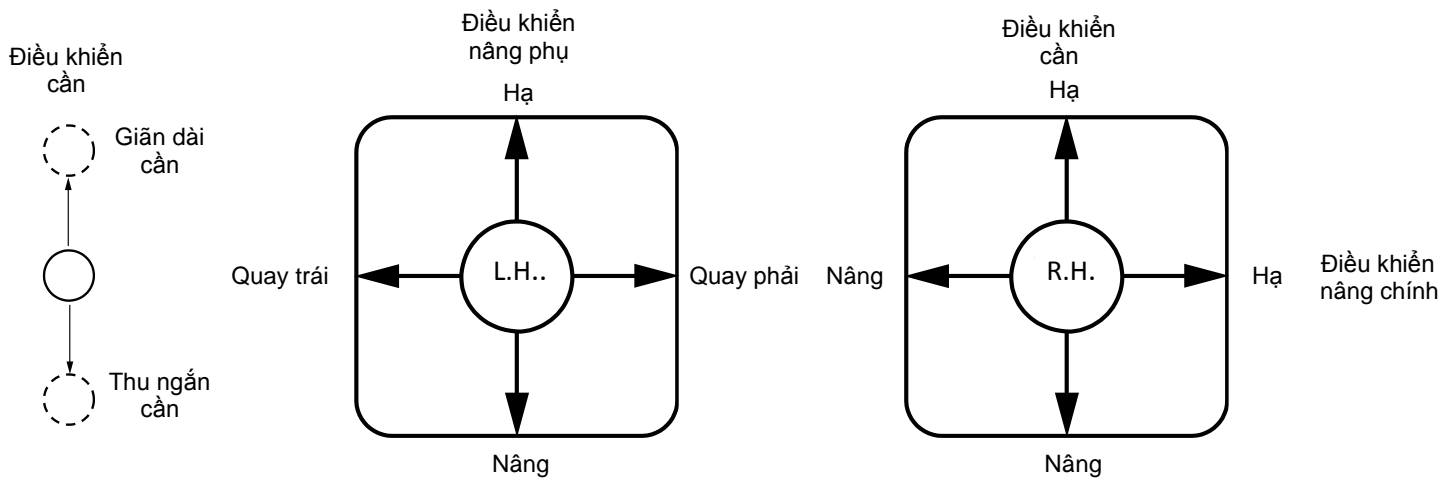 Điều khiển
cần
Giãn dài
cần
Thu ngắn
cần
Điều khiển
nâng phụ
Hạ
Quay trái
L.H..
Quay phải
Nâng
Điều khiển
cần
Hạ
Nâng
R.H.
Hạ
Điều khiển
nâng chính
Nâng